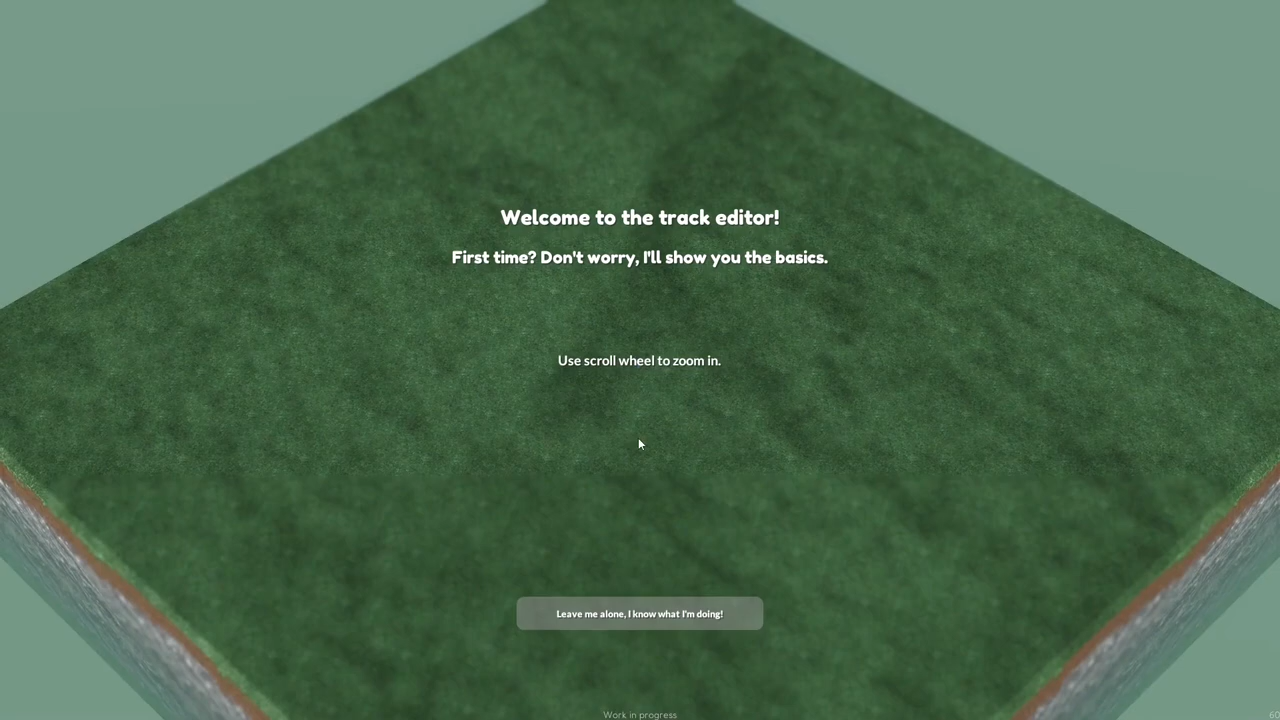 Welcome to the track editor!
First time? Don't worry, I'll show you the basics.
Use scroll wheel to zoom in.
Leave me alone, I know what I'm doing!
Work in progress
60